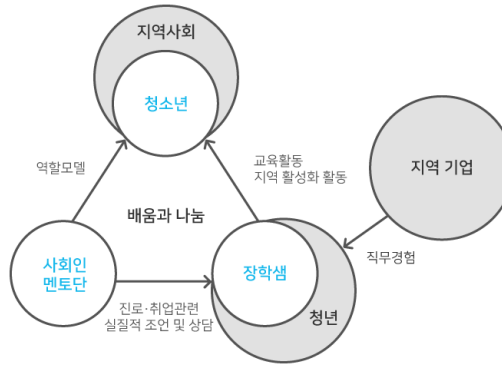 지역사회
청소년
역할모델
교육활동
지역 활성화 활동
지역 기업
배움과 나눔
사회인
멘토단
장학샘
직무경험
진로·취업관련
실질적 조언 및 상담
청년